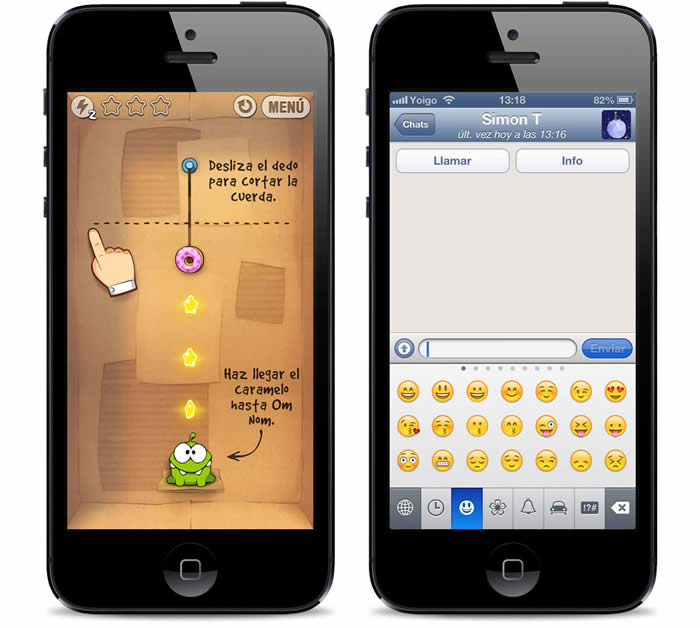 2
MENÚ
Desliza el dedo
para cortar la
cuerda.
Haz llegar el
caramelo
hasta Om
Nom.
Yoigo 13:18 82%
Chats
Simon T
últ. vez hoy a las 13:16
Llamar
Info
Enviar
!?#